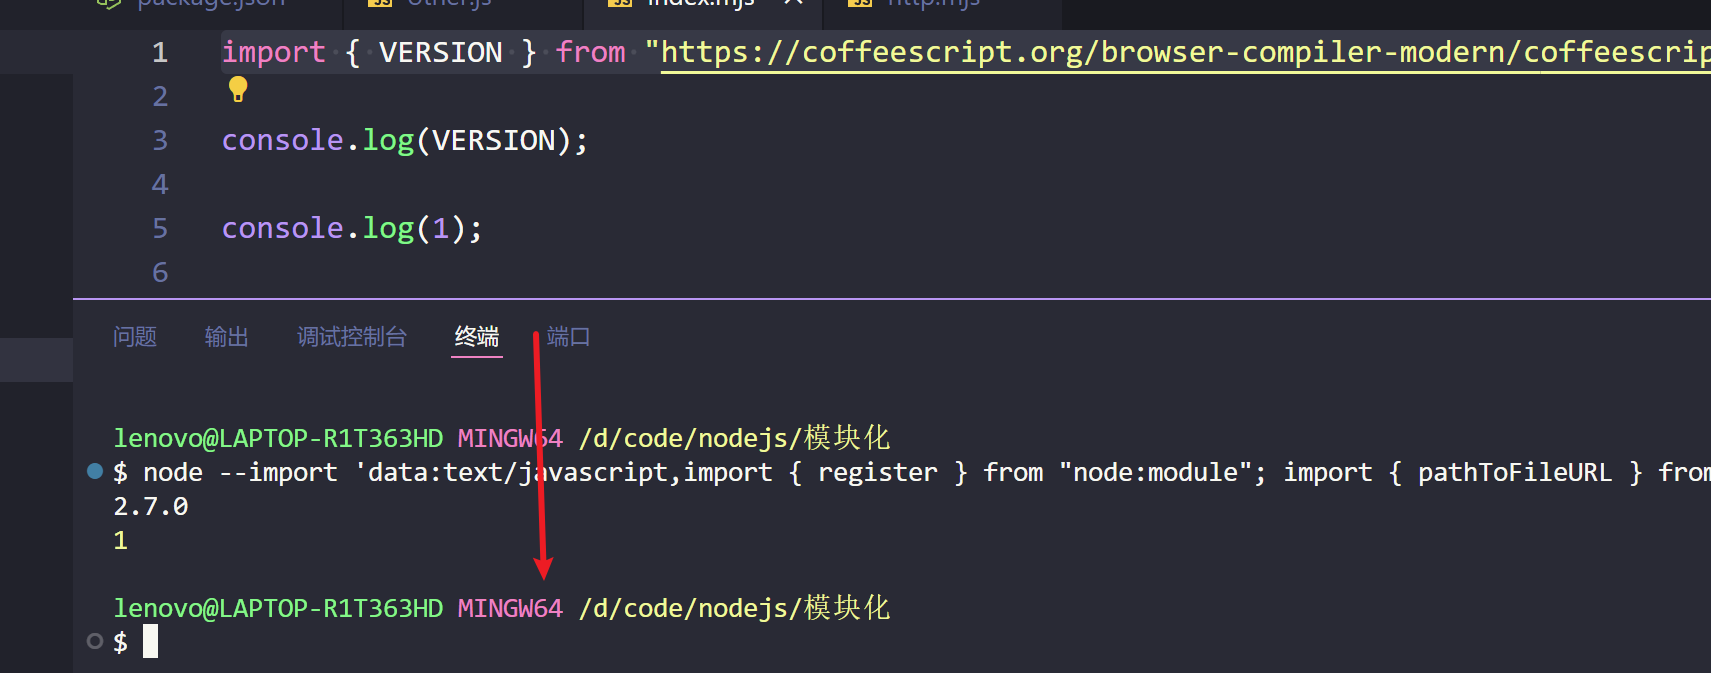 package.json other.js index.mjs http.mjs
1 import { VERSION } from "https://coffeescript.org/browser-compiler-modern/coffeescrip
2
3 console.log(VERSION);
4
5 console.log(1);
6
问题 输出 调试控制台 终端 端口
lenovo@LAPTOP-R1T363HD MINGW64 /d/code/nodejs/模块化
$ node --import 'data:text/javascript,import { register } from "node:module"; import { pathToFileURL } from
2.7.0
1
lenovo@LAPTOP-R1T363HD MINGW64 /d/code/nodejs/模块化
$